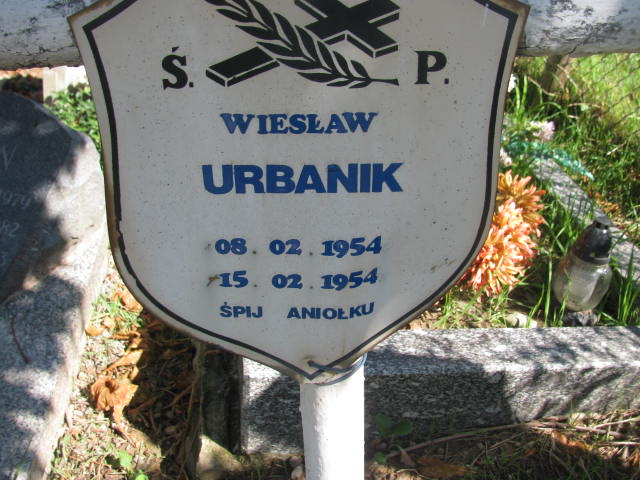 Ś. P.
WIESŁAW
URBANIK
08 02 1954
15 02 1954
ŚPIJ ANIOŁKU